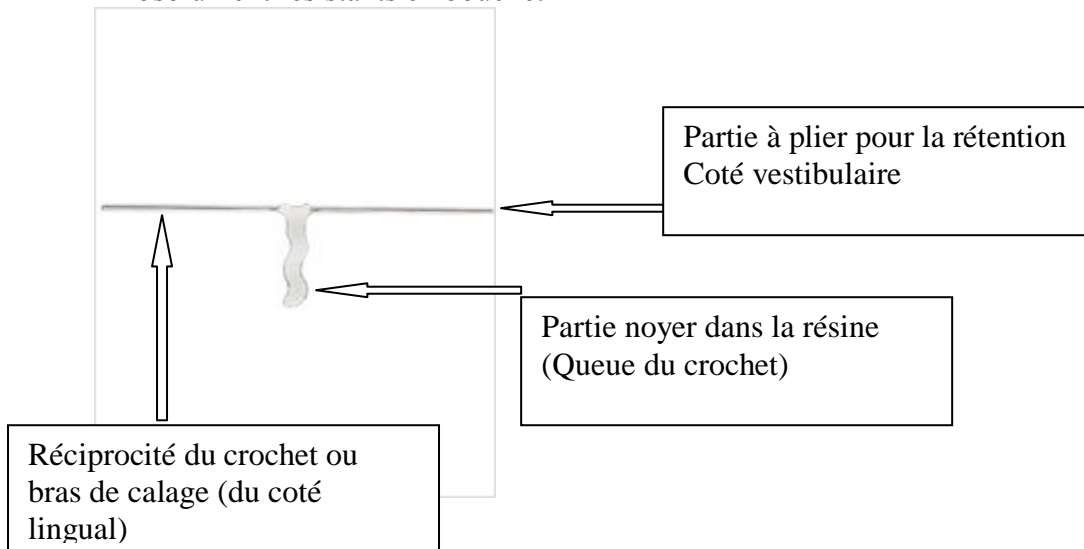 Partie à plier pour la rétention
Coté vestibulaire
Partie noyer dans la résine
(Queue du crochet)
Réciprocité du crochet ou
bras de calage (du coté
lingual)